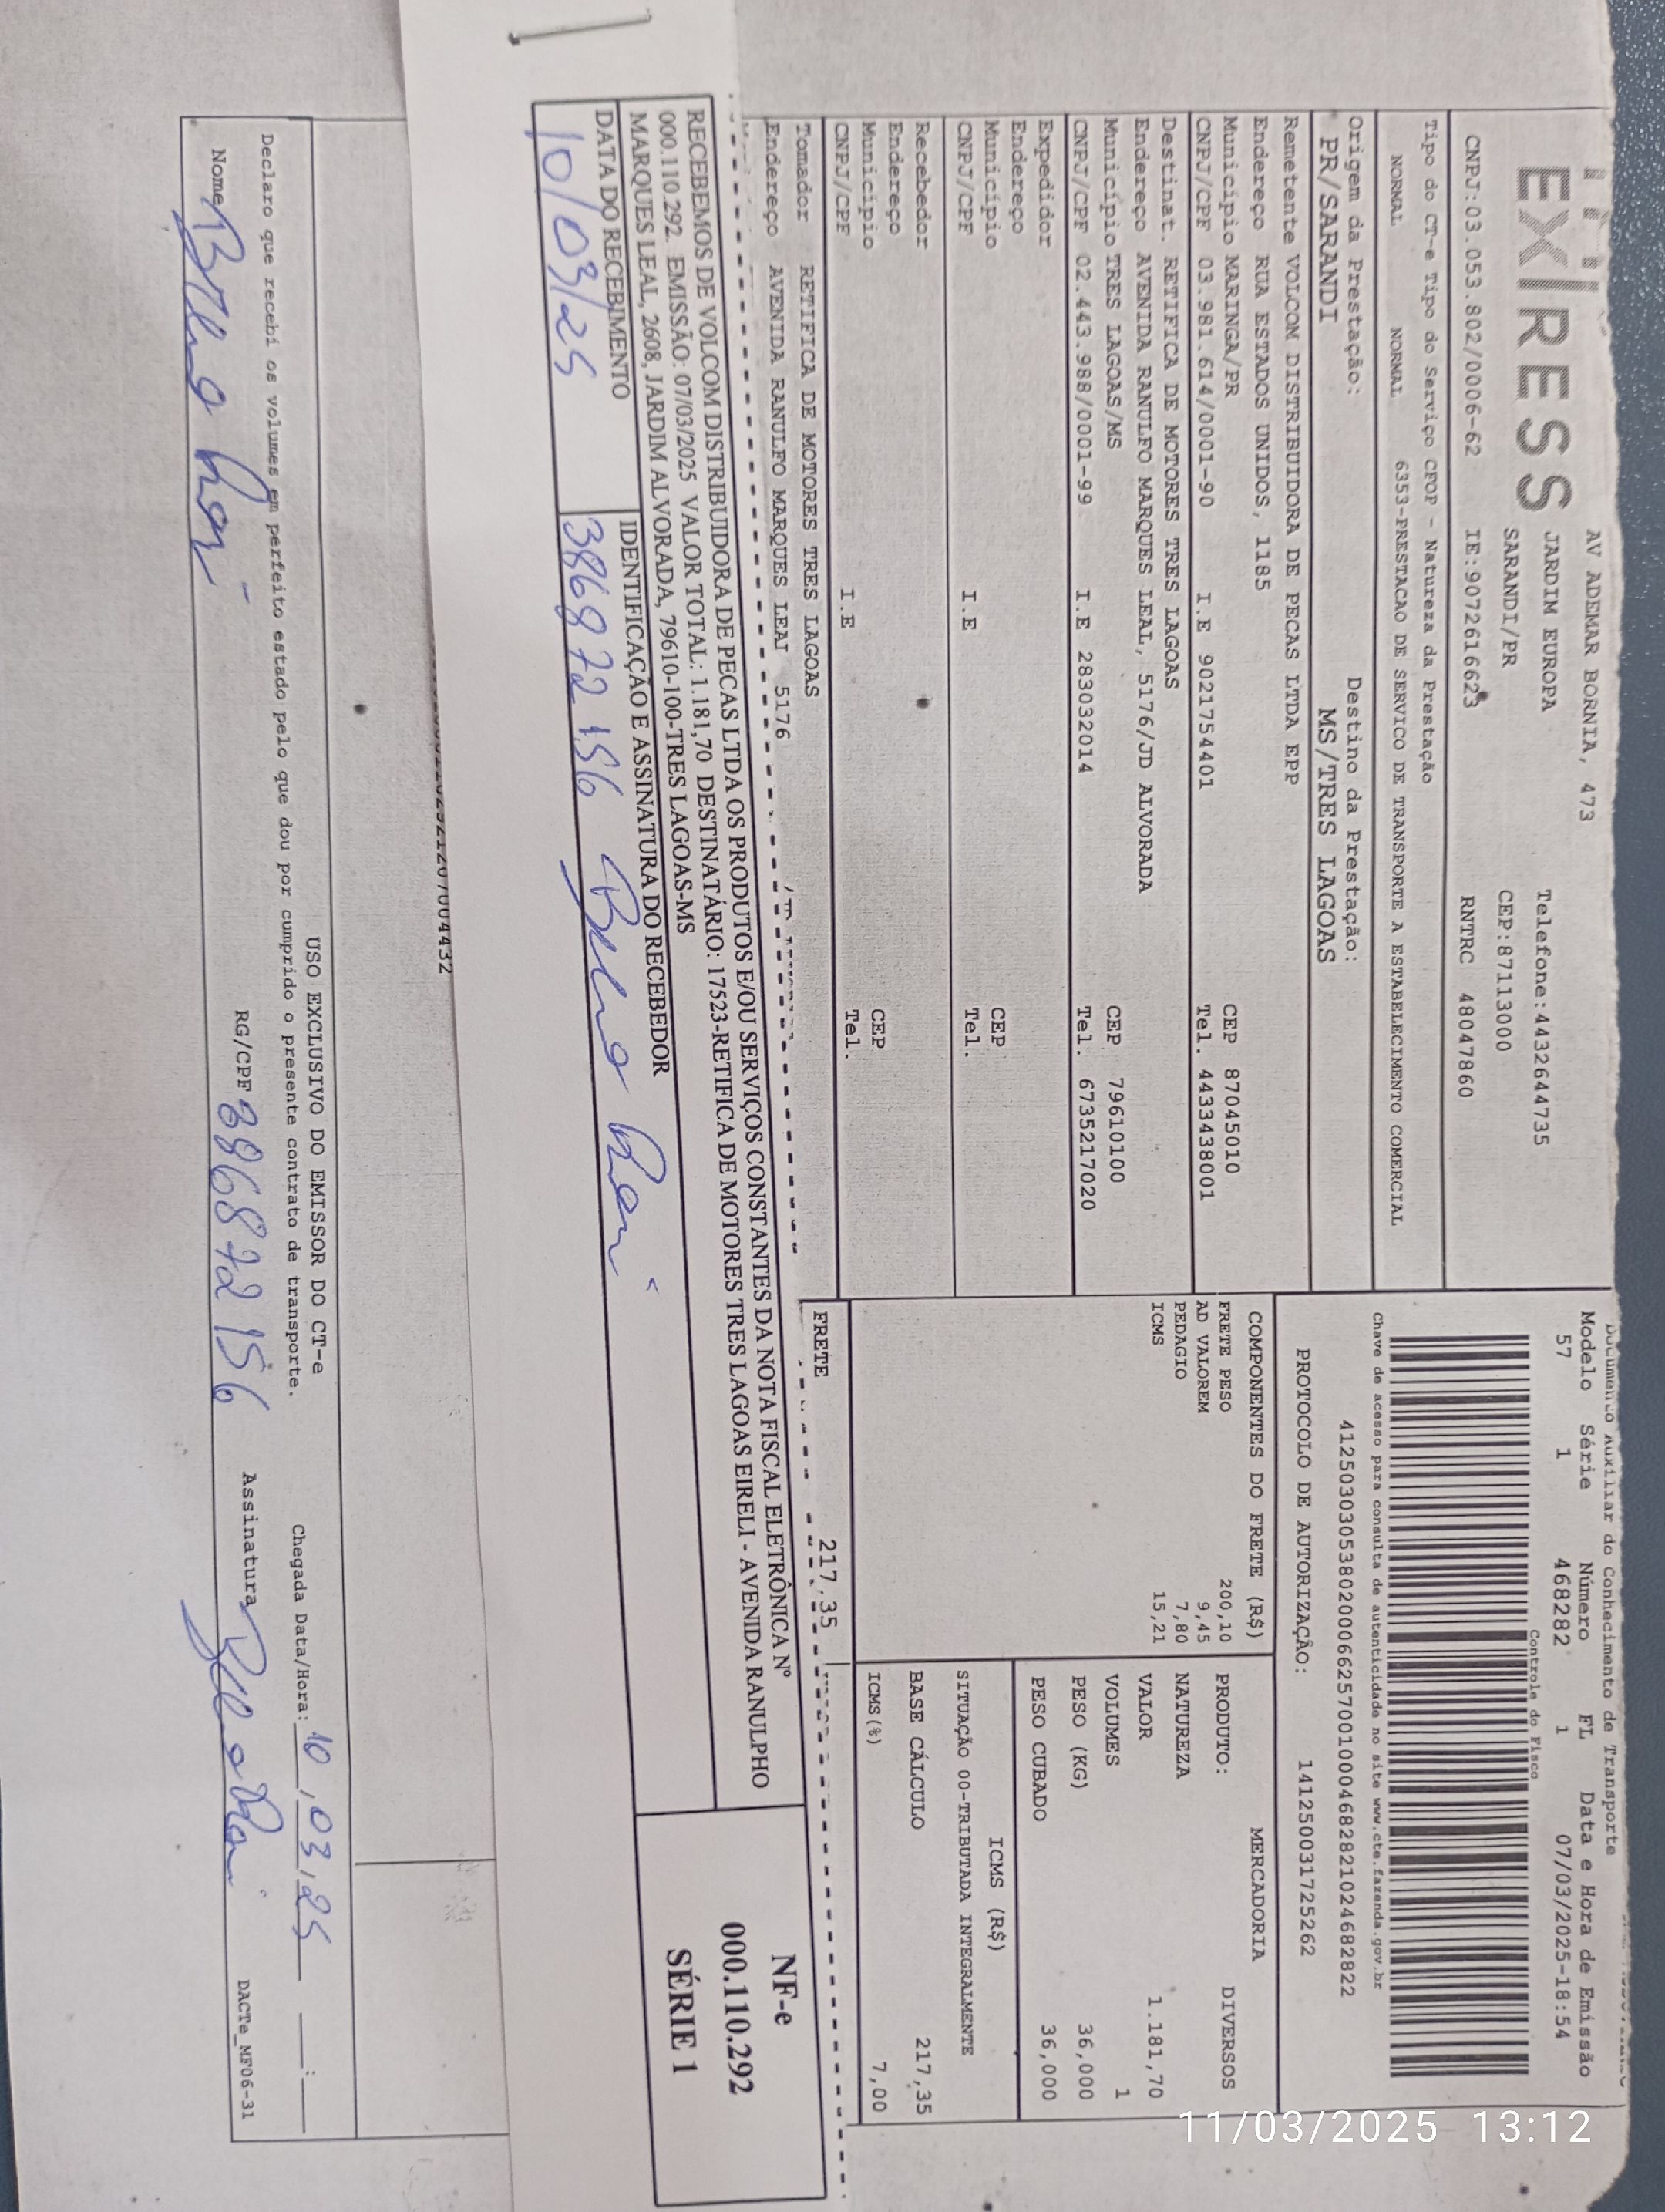 EX/RESS
AV ADEMAR BORNIA, 473
JARDIM EUROPA
SARANDI/PR
Telefone:4432644735
CEP:87113000
CNPJ:03.053.802/0006-62 IE:9072616623 RNTRC 48047860
Documento Auxiliar do Conhecimento de Transporte
Modelo Série Número FL Data e Hora de Emissão
57 1 468282 1 07/03/2025-18:54
Controle do Fisco
Chave de acesso para consulta de autenticidade no site www.cte.fazenda.gov.br
41250303053802000662570010004682821024682822
PROTOCOLO DE AUTORIZAÇÃO: 141250031725262
Tipo do CT-e Tipo do Serviço CFOP - Natureza da Prestação
NORMAL NORMAL 6353-PRESTACAO DE SERVICO DE TRANSPORTE A ESTABELECIMENTO COMERCIAL
Origem da Prestação: Destino da Prestação:
PR/SARANDI MS/TRES LAGOAS
Remetente VOLCOM DISTRIBUIDORA DE PECAS LTDA EPP
Endereço RUA ESTADOS UNIDOS, 1185
Município MARINGA/PR CEP 87045010
CNPJ/CPF 03.981.614/0001-90 I.E 9021754401 Tel. 4433438001
Destinat. RETIFICA DE MOTORES TRES LAGOAS
Endereço AVENIDA RANULFO MARQUES LEAL, 5176/JD ALVORADA
Município TRES LAGOAS/MS CEP 79610100
CNPJ/CPF 02.443.988/0001-99 I.E 283032014 Tel. 6735217020
Expedidor
Endereço
Município CEP
CNPJ/CPF I.E Tel.
Recebedor
Endereço
Município CEP
CNPJ/CPF I.E Tel.
Tomador RETIFICA DE MOTORES TRES LAGOAS
Endereço AVENIDA RANULFO MARQUES LEAL 5176
COMPONENTES DO FRETE (R$)
FRETE PESO 200,10
AD VALOREM 9,45
PEDAGIO 7,80
ICMS 15,21
FRETE 217,35
MERCADORIA
PRODUTO: DIVERSOS
NATUREZA
VALOR 1.181,70
VOLUMES 1
PESO (KG) 36,000
PESO CUBADO 36,000
ICMS (R$)
SITUAÇÃO 00-TRIBUTADA INTEGRALMENTE
BASE CÁLCULO 217,35
ICMS(%) 7,00
RECEBEMOS DE VOLCOM DISTRIBUIDORA DE PECAS LTDA OS PRODUTOS E/OU SERVIÇOS CONSTANTES DA NOTA FISCAL ELETRÔNICA Nº
000.110.292. EMISSÃO: 07/03/2025 VALOR TOTAL: 1.181,70 DESTINATÁRIO: 17523-RETIFICA DE MOTORES TRES LAGOAS EIRELI - AVENIDA RANULPHO
MARQUES LEAL, 2608, JARDIM ALVORADA, 79610-100-TRES LAGOAS-MS
DATA DO RECEBIMENTO IDENTIFICAÇÃO E ASSINATURA DO RECEBEDOR
10/03/25 386872156
NF-e
000.110.292
SÉRIE 1
USO EXCLUSIVO DO EMISSOR DO CT-e
Declaro que recebi os volumes em perfeito estado pelo que dou por cumprido o presente contrato de transporte.
Chegada Data/Hora: 10,03,25 :
Nome RG/CPF 386872156 Assinatura
DACTe_MF06-31
11/03/2025 13:12